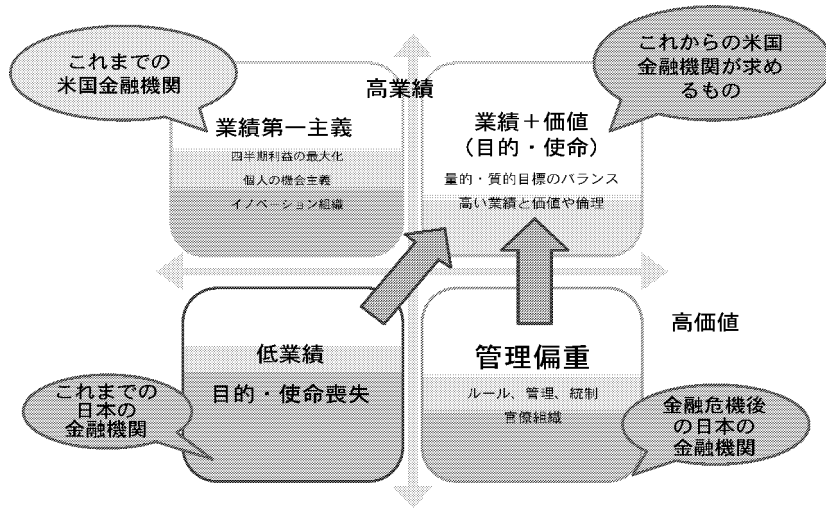 これまでの
米国金融機関
高業績
これからの米国
金融機関が求め
るもの
業績第一主義
四半期利益の最大化
個人の機会主義
イノベーション組織
業績＋価値
（目的・使命）
量的・質的目標のバランス
高い業績と価値や倫理
高価値
低業績
目的・使命喪失
管理偏重
ルール、管理、統制
官僚組織
これまでの
日本の
金融機関
金融危機後
の日本の
金融機関